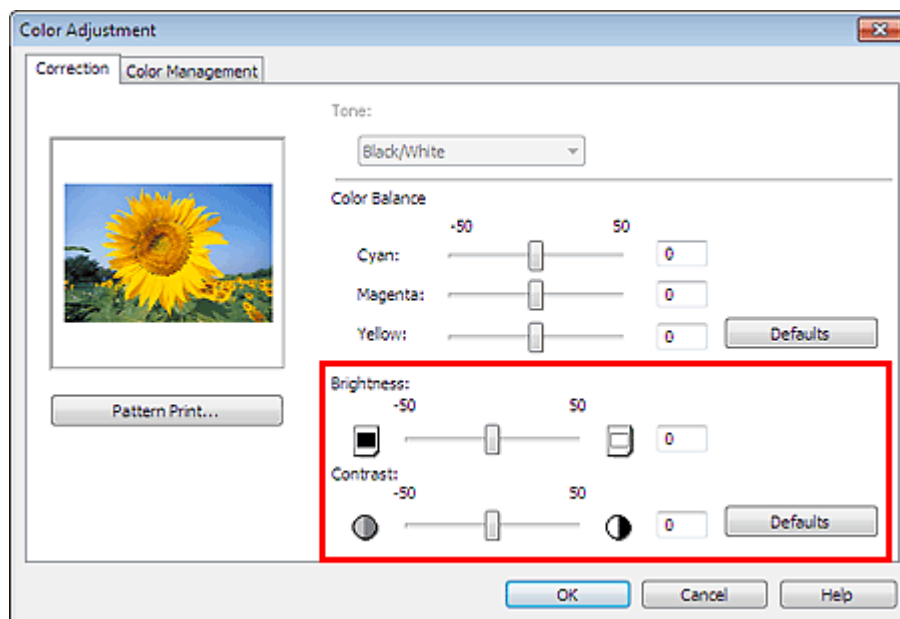 Color Adjustment
Correction Color Management
Tone:
Black/White
Color Balance
-50 50
Cyan: 0
Magenta: 0
Yellow: 0 Defaults
Brightness:
-50 50
0
Contrast:
-50 50
0 Defaults
Pattern Print...
OK Cancel Help